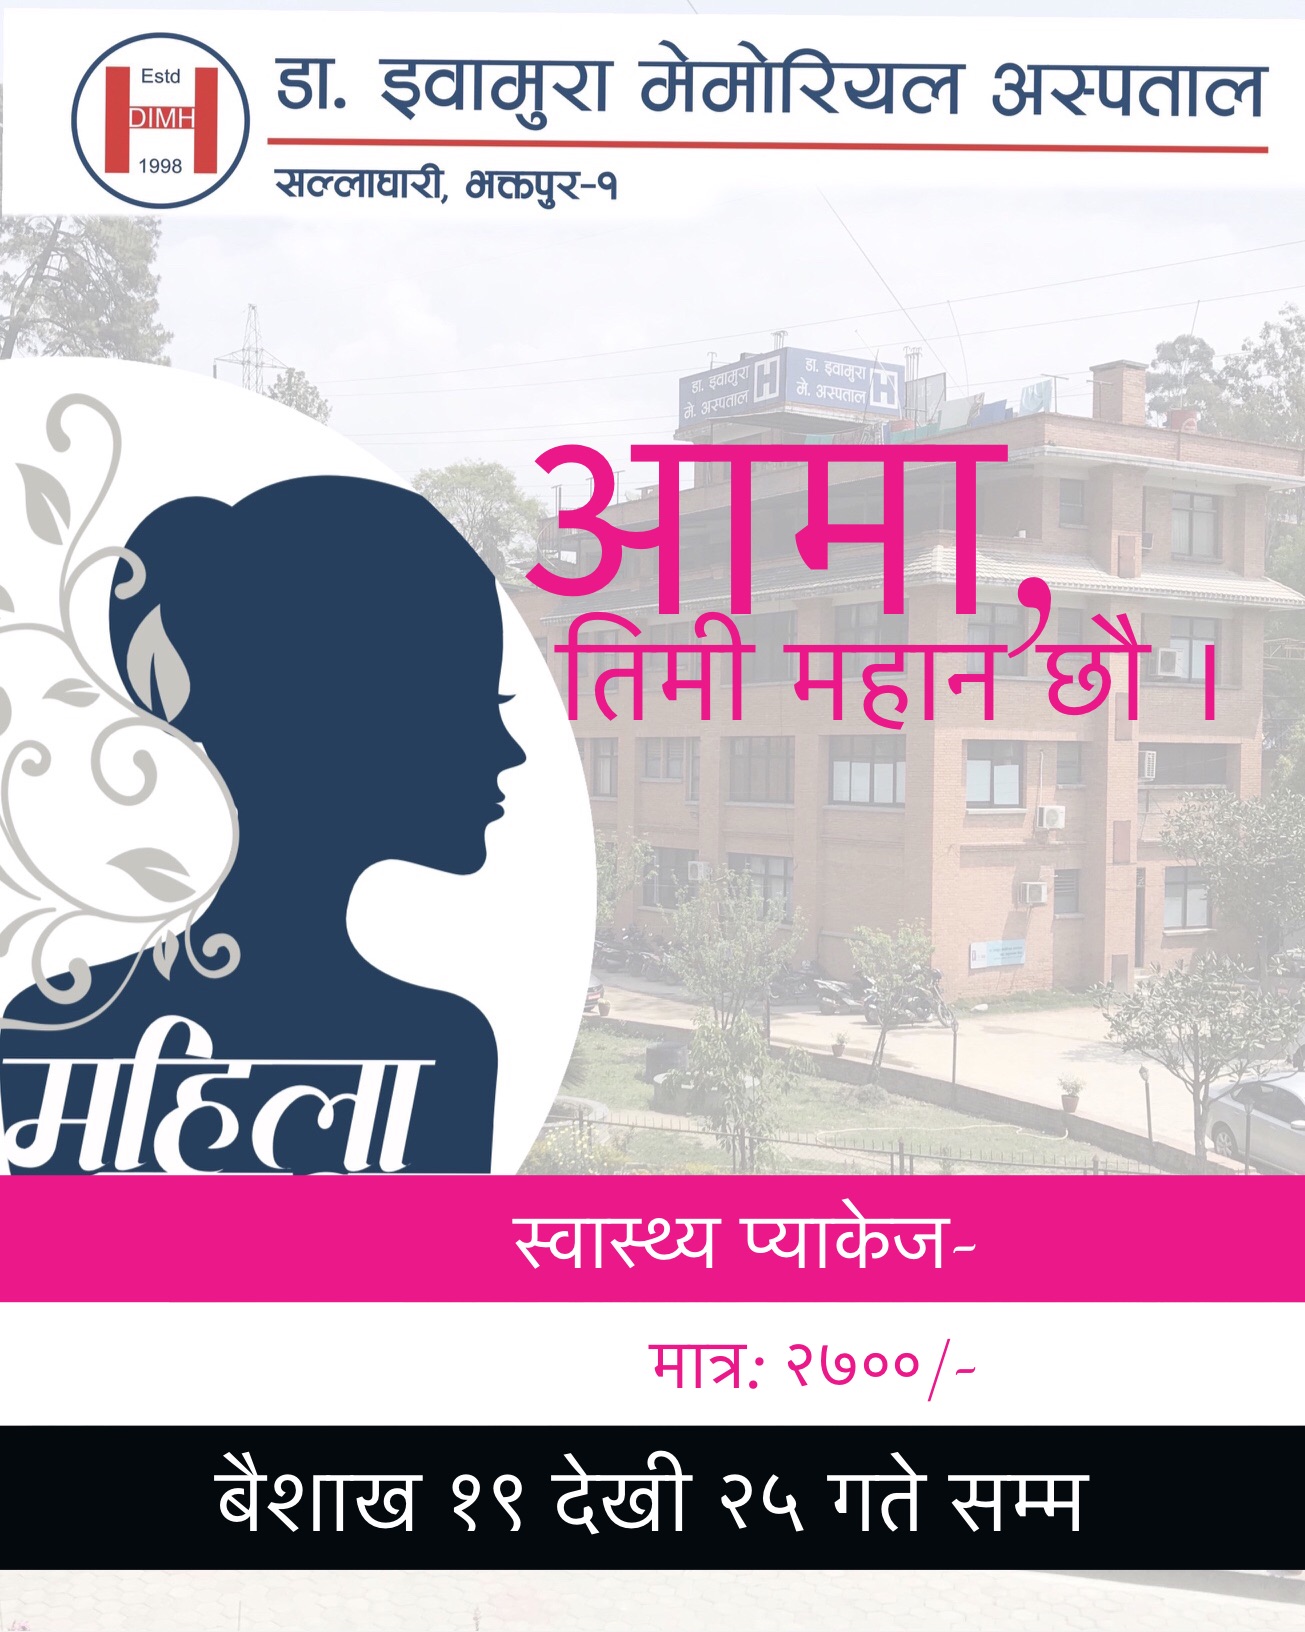 Estd
DIMH
1998
डा. इवामुरा मेमोरियल अस्पताल
सल्लाघारी, भक्तपुर-१
डा. इवामुरा
मे. अस्पताल
H
डा. इवामुरा
मे. अस्पताल
H
आमा,
तिमी महान छौ ।
महिला
स्वास्थ्य प्याकेज-
मात्र: २७००/-
बैशाख १९ देखी २५ गते सम्म